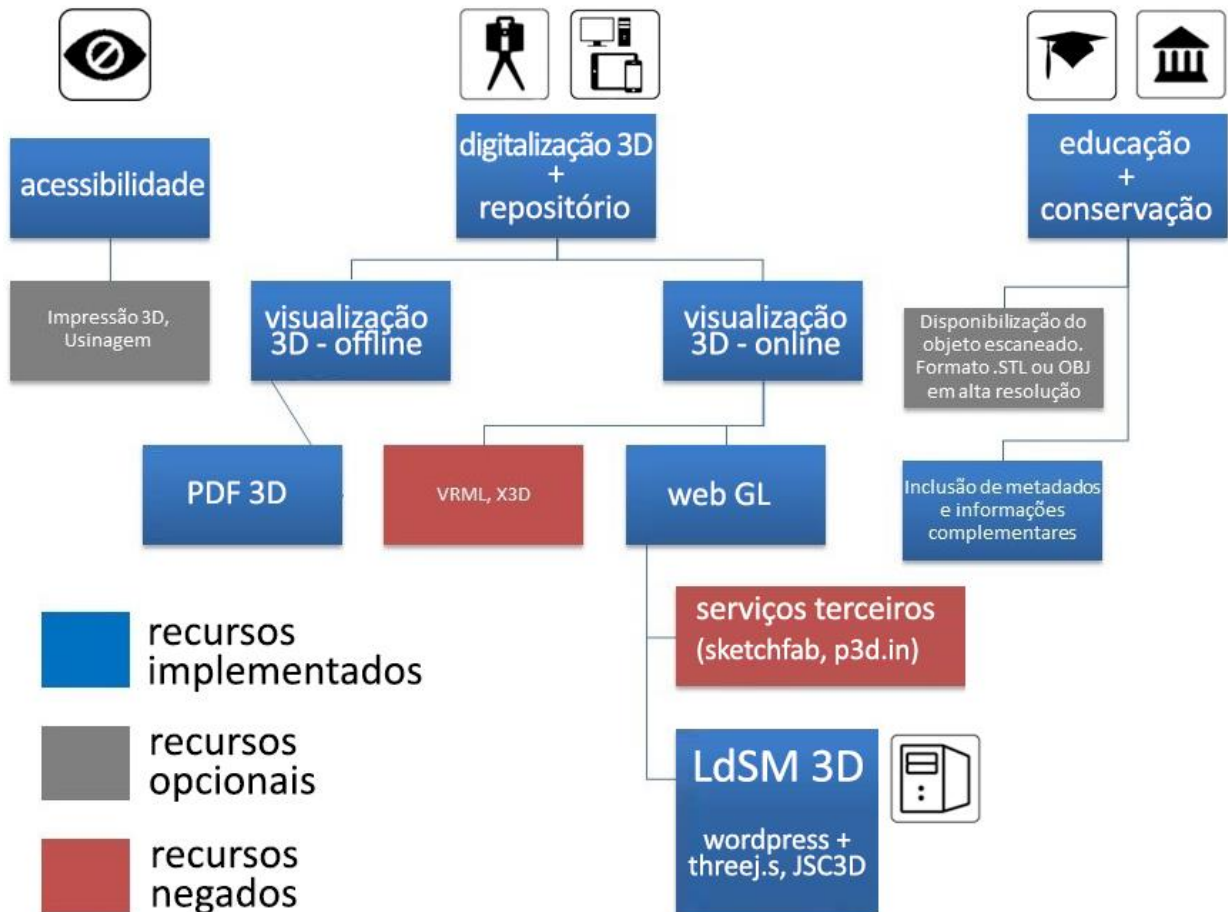 acessibilidade
digitalização 3D
+
repositório
educação
+
conservação
Impressão 3D,
Usinagem
visualização
3D - offline
visualização
3D - online
Disponibilização do
objeto escaneado.
Formato .STL ou OBJ
em alta resolução
PDF 3D
VRML, X3D
web GL
Inclusão de metadados
e informações
complementares
serviços terceiros
(sketchfab, p3d.in)
LdSM 3D
wordpress +
threej.s, JSC3D
recursos
implementados
recursos
opcionais
recursos
negados